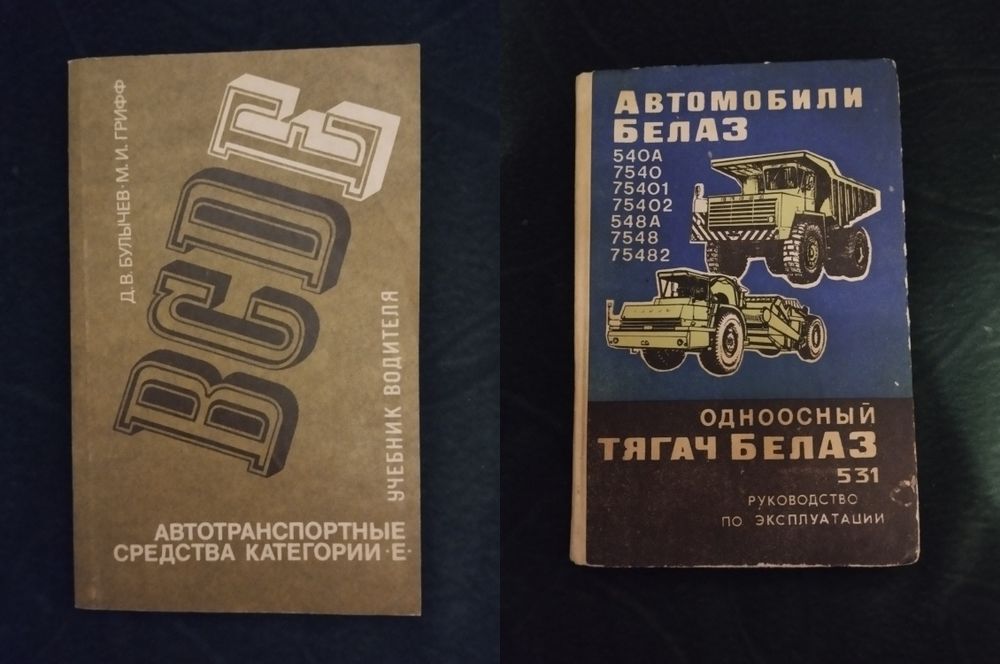 Д.В.БУЛЫЧЕВ·М.И.ГРИФФ
BCDE
УЧЕБНИК ВОДИТЕЛЯ
АВТОТРАНСПОРТНЫЕ
СРЕДСТВА КАТЕГОРИИ ·Е·
АВТОМОБИЛИ
БЕЛАЗ
540А
7540
75401
75402
548А
7548
75482
ОДНООСНЫЙ
ТЯГАЧ БЕЛАЗ
531
РУКОВОДСТВО
ПО ЭКСПЛУАТАЦИИ